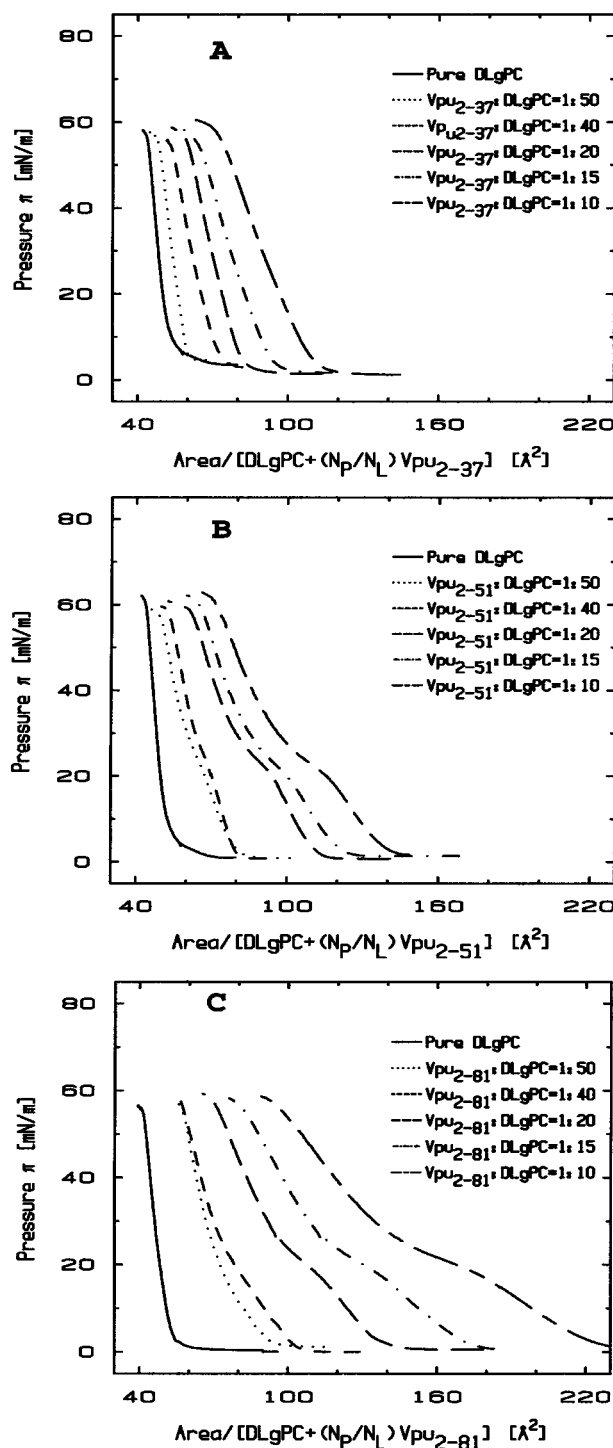 A
80
60
40
20
0
Pressure π [mN/m]
Pure DLgPC
Vpu2-37:DLgPC=1:50
Vpu2-37:DLgPC=1:40
Vpu2-37:DLgPC=1:20
Vpu2-37:DLgPC=1:15
Vpu2-37:DLgPC=1:10
40 100 160 220
Area/[DLgPC+(NP/NL)Vpu2-37] [Å²]
B
80
60
40
20
0
Pressure π [mN/m]
Pure DLgPC
Vpu2-51:DLgPC=1:50
Vpu2-51:DLgPC=1:40
Vpu2-51:DLgPC=1:20
Vpu2-51:DLgPC=1:15
Vpu2-51:DLgPC=1:10
40 100 160 220
Area/[DLgPC+(NP/NL)Vpu2-51] [Å²]
C
80
60
40
20
0
Pressure π [mN/m]
Pure DLgPC
Vpu2-81:DLgPC=1:50
Vpu2-81:DLgPC=1:40
Vpu2-81:DLgPC=1:20
Vpu2-81:DLgPC=1:15
Vpu2-81:DLgPC=1:10
40 100 160 220
Area/[DLgPC+(NP/NL)Vpu2-81] [Å²]